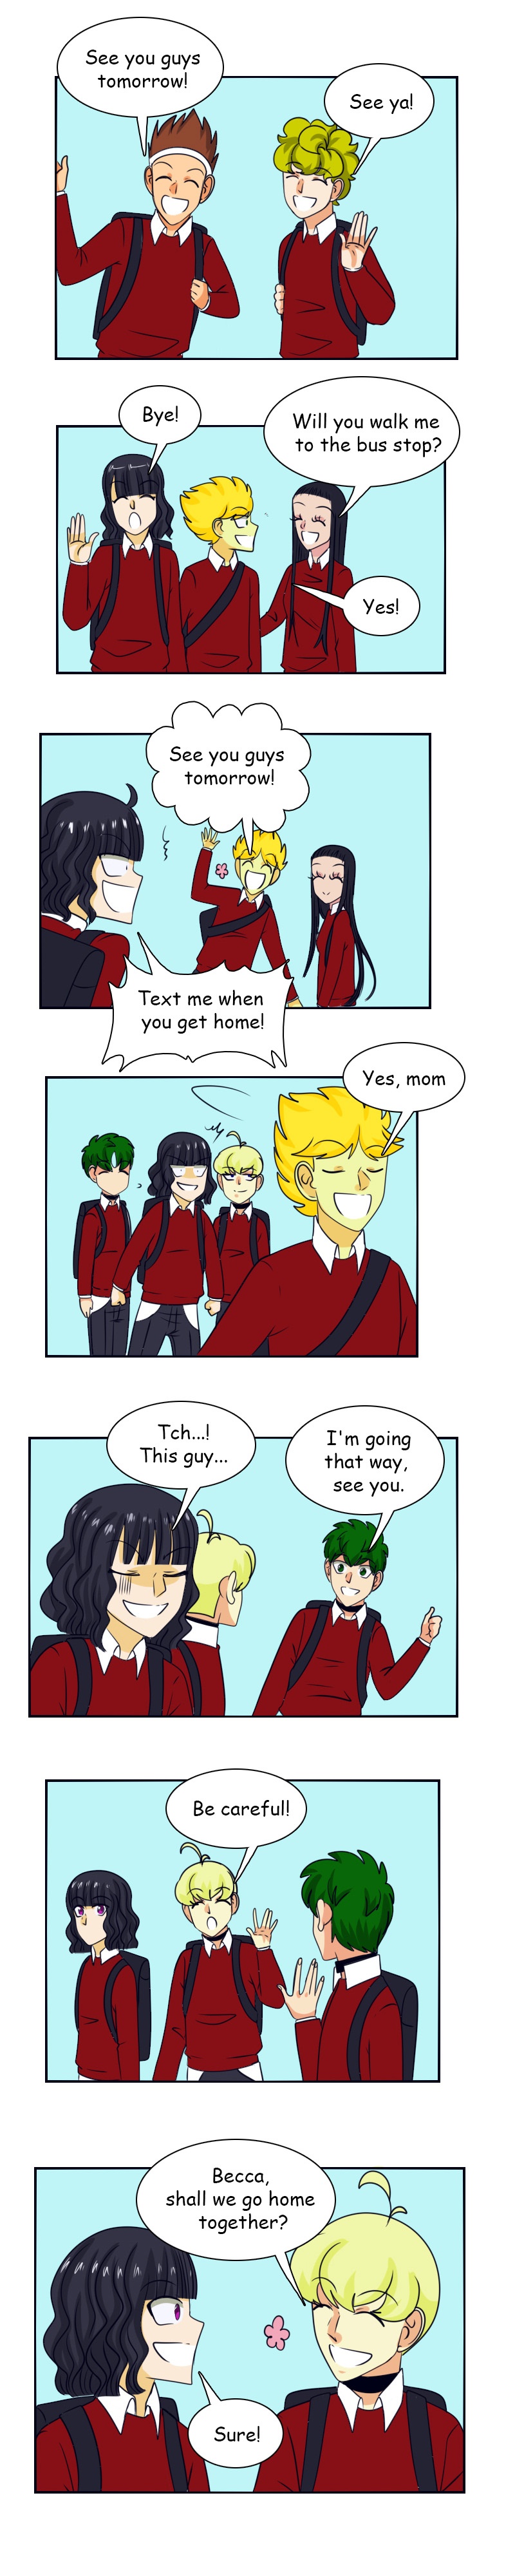 See you guys
tomorrow!
See ya!
Bye!
Will you walk me
to the bus stop?
Yes!
See you guys
tomorrow!
Text me when
you get home!
Yes, mom
Tch...!
This guy...
I'm going
that way,
see you.
Be careful!
Becca,
shall we go home
together?
Sure!